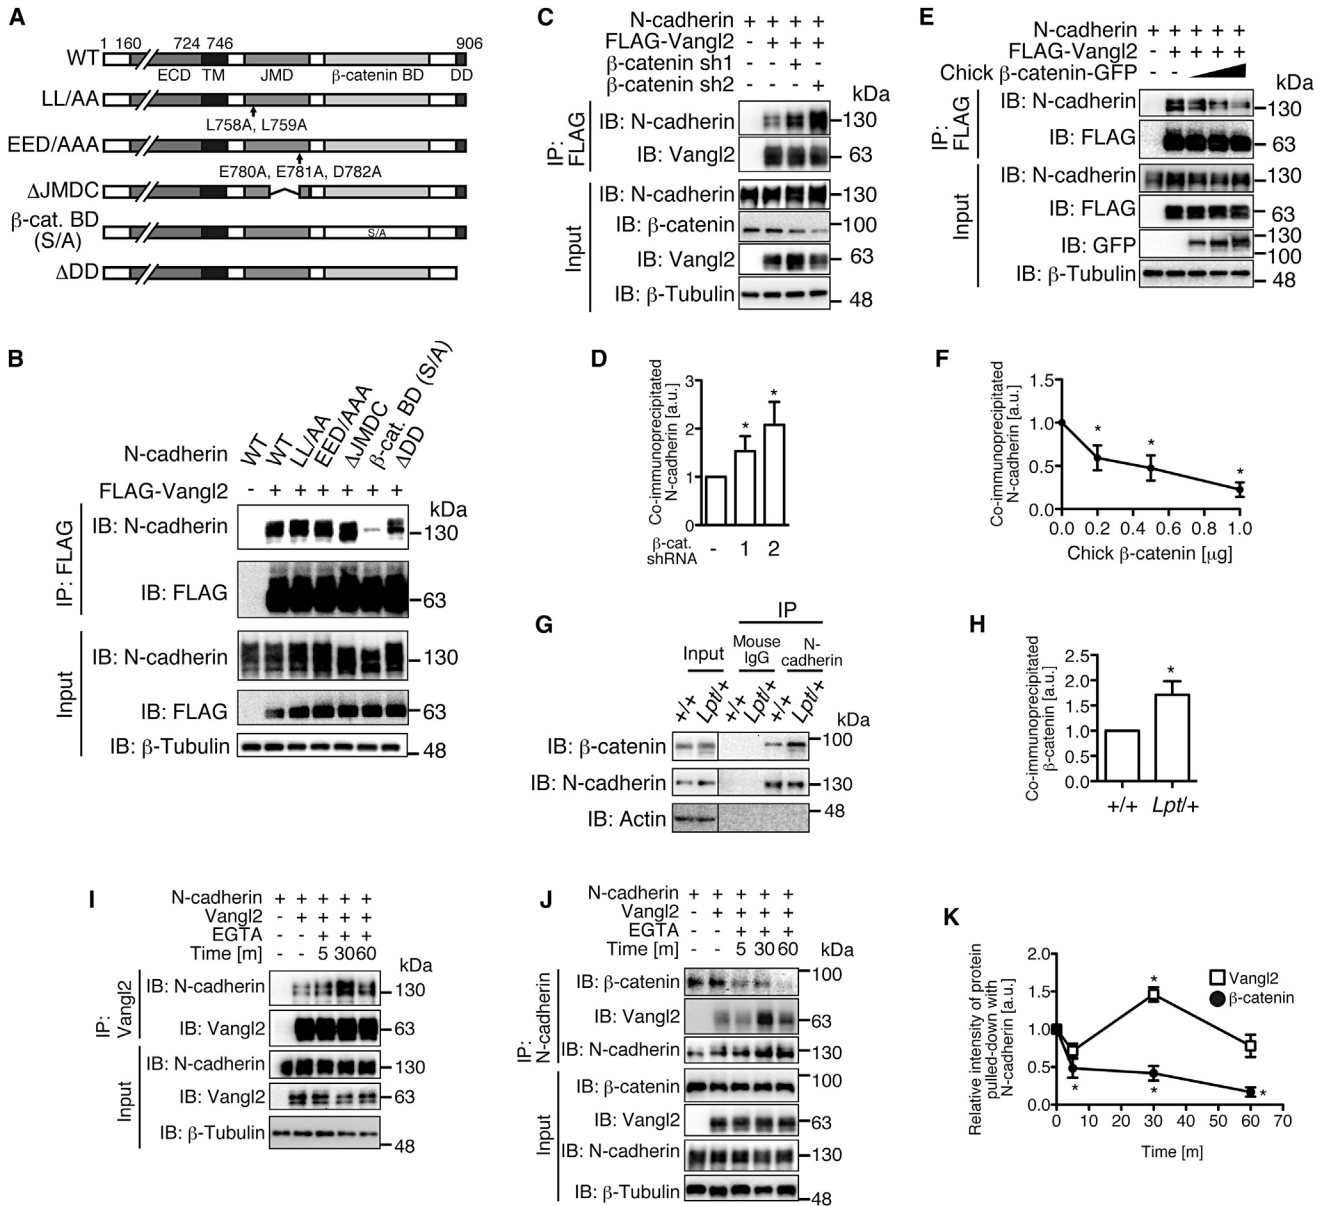 A
1 160 724 746 906
WT
ECD TM JMD β-catenin BD DD
LL/AA
L758A, L759A
EED/AAA
E780A, E781A, D782A
ΔJMDC
β-cat. BD
(S/A)
S/A
ΔDD
B
N-cadherin WT WT LL/AA EED/AAA ΔJMDC β-cat. BD (S/A) ΔDD
FLAG-Vangl2 - + + + + + +
kDa
IP: FLAG
IB: N-cadherin 130
IB: FLAG 63
Input
IB: N-cadherin 130
IB: FLAG 63
IB: β-Tubulin 48
C
N-cadherin + + + +
FLAG-Vangl2 - + + +
β-catenin sh1 - - +
β-catenin sh2 - - +
kDa
IP:
FLAG
IB: N-cadherin 130
IB: Vangl2 63
Input
IB: N-cadherin 130
IB: β-catenin 100
IB: Vangl2 63
IB: β-Tubulin 48
D
Co-immunoprecipitated
N-cadherin [a.u.]
3
2
1
0
* *
β-cat.
shRNA
- 1 2
E
N-cadherin + + + + +
FLAG-Vangl2 - + + + +
Chick β-catenin-GFP - -
kDa
IP:
FLAG
IB: N-cadherin 130
IB: FLAG 63
Input
IB: N-cadherin 130
IB: FLAG 63
IB: GFP 130
100
IB: β-Tubulin 48
F
Co-immunoprecipitated
N-cadherin [a.u.]
1.5
1.0
0.5
0.0
* * *
0.0 0.2 0.4 0.6 0.8 1.0
Chick β-catenin [μg]
G
IP
Input
Mouse
IgG
N-
cadherin
+/+ Lpt/+ +/+ Lpt/+ +/+ Lpt/+
kDa
IB: β-catenin 100
IB: N-cadherin 130
IB: Actin 48
H
Co-immunoprecipitated
β-catenin [a.u.]
2.5
2.0
1.5
1.0
0.5
0.0
*
+/+ Lpt/+
I
N-cadherin + + + + +
Vangl2 - + + + +
EGTA - - + + +
Time [m] - - 5 30 60
kDa
IP:
Vangl2
IB: N-cadherin 130
IB: Vangl2 63
Input
IB: N-cadherin 130
IB: Vangl2 63
IB: β-Tubulin 48
J
N-cadherin + + + + +
Vangl2 - + + + +
EGTA - - + + +
Time [m] - - 5 30 60 kDa
IP:
N-cadherin
IB: β-catenin 100
IB: Vangl2 63
IB: N-cadherin 130
Input
IB: β-catenin 100
IB: Vangl2 63
IB: N-cadherin 130
IB: β-Tubulin 48
K
Relative intensity of protein
pulled-down with
N-cadherin [a.u.]
2.0
1.5
1.0
0.5
0.0
Vangl2
β-catenin
*
* * *
0 10 20 30 40 50 60 70
Time [m]